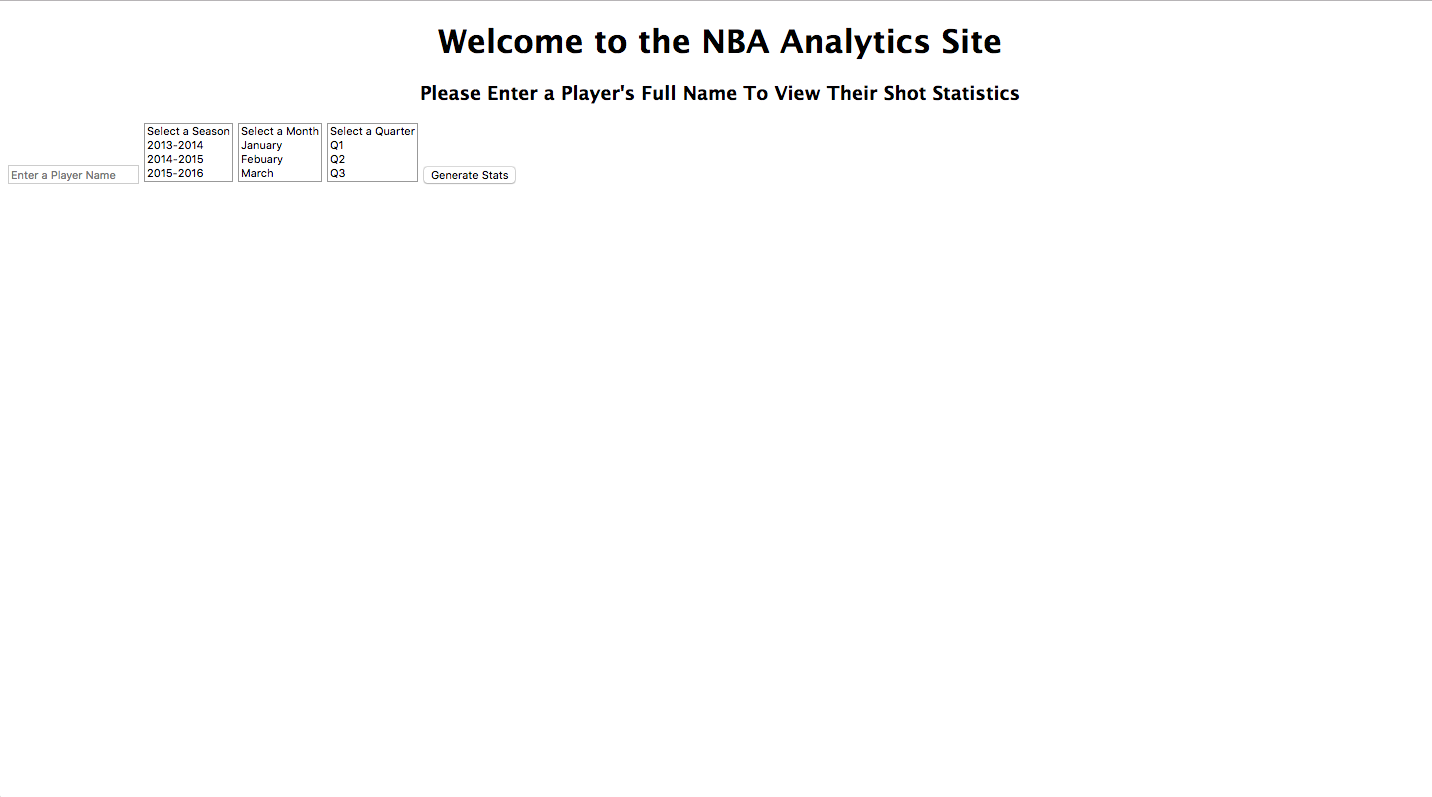 Welcome to the NBA Analytics Site
Please Enter a Player's Full Name To View Their Shot Statistics
Enter a Player Name
Select a Season
2013-2014
2014-2015
2015-2016
Select a Month
January
Febuary
March
Select a Quarter
Q1
Q2
Q3
Generate Stats